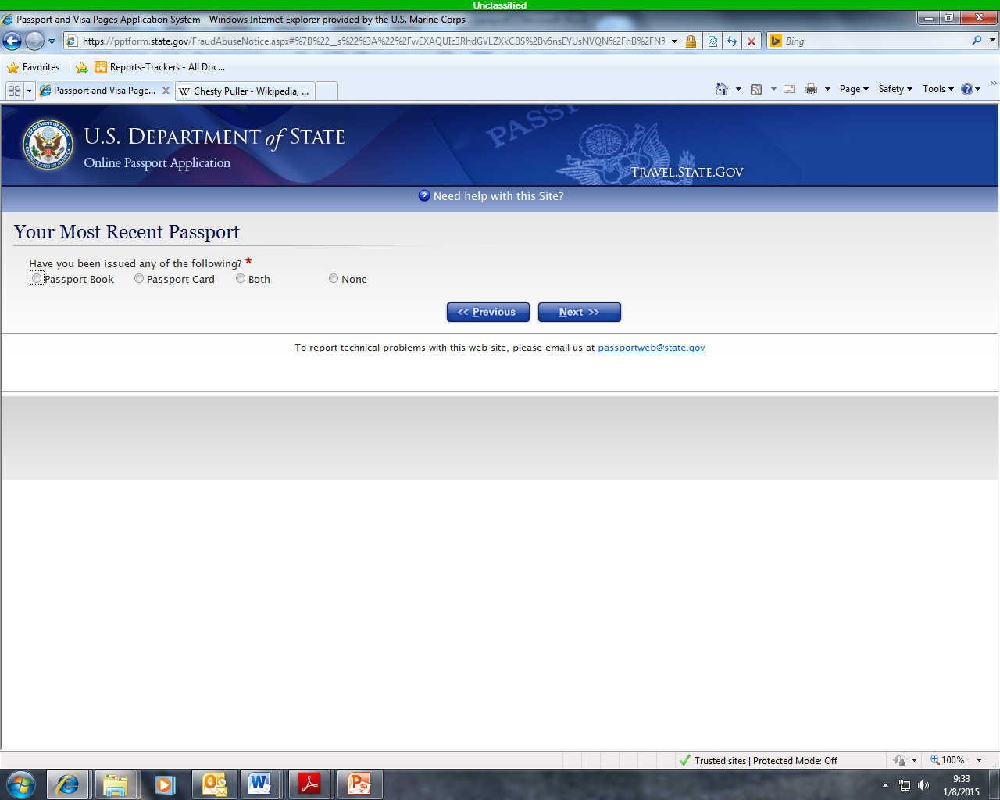 Unclassified
Passport and Visa Pages Application System - Windows Internet Explorer provided by the U.S. Marine Corps
https://pptform.state.gov/FraudAbuseNotice.aspx#%7B%22__s%22%3A%22%2FwEXAQUIc3RhdGVLZXkCBS%2Bv6nsEYUsNVQN%2FhB%2FN%
Bing
Favorites
Reports-Trackers - All Doc...
Passport and Visa Page...
Chesty Puller - Wikipedia, ...
Page
Safety
Tools
U.S. DEPARTMENT of STATE
Online Passport Application
PASS
TRAVEL.STATE.GOV
Need help with this Site?
Your Most Recent Passport
Have you been issued any of the following? *
Passport Book
Passport Card
Both
None
<< Previous
Next >>
To report technical problems with this web site, please email us at passportweb@state.gov
Trusted sites | Protected Mode: Off
100%
9:33
1/8/2015